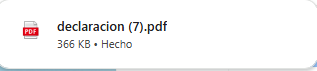 declaracion (7).pdf
PDF
366 KB • Hecho